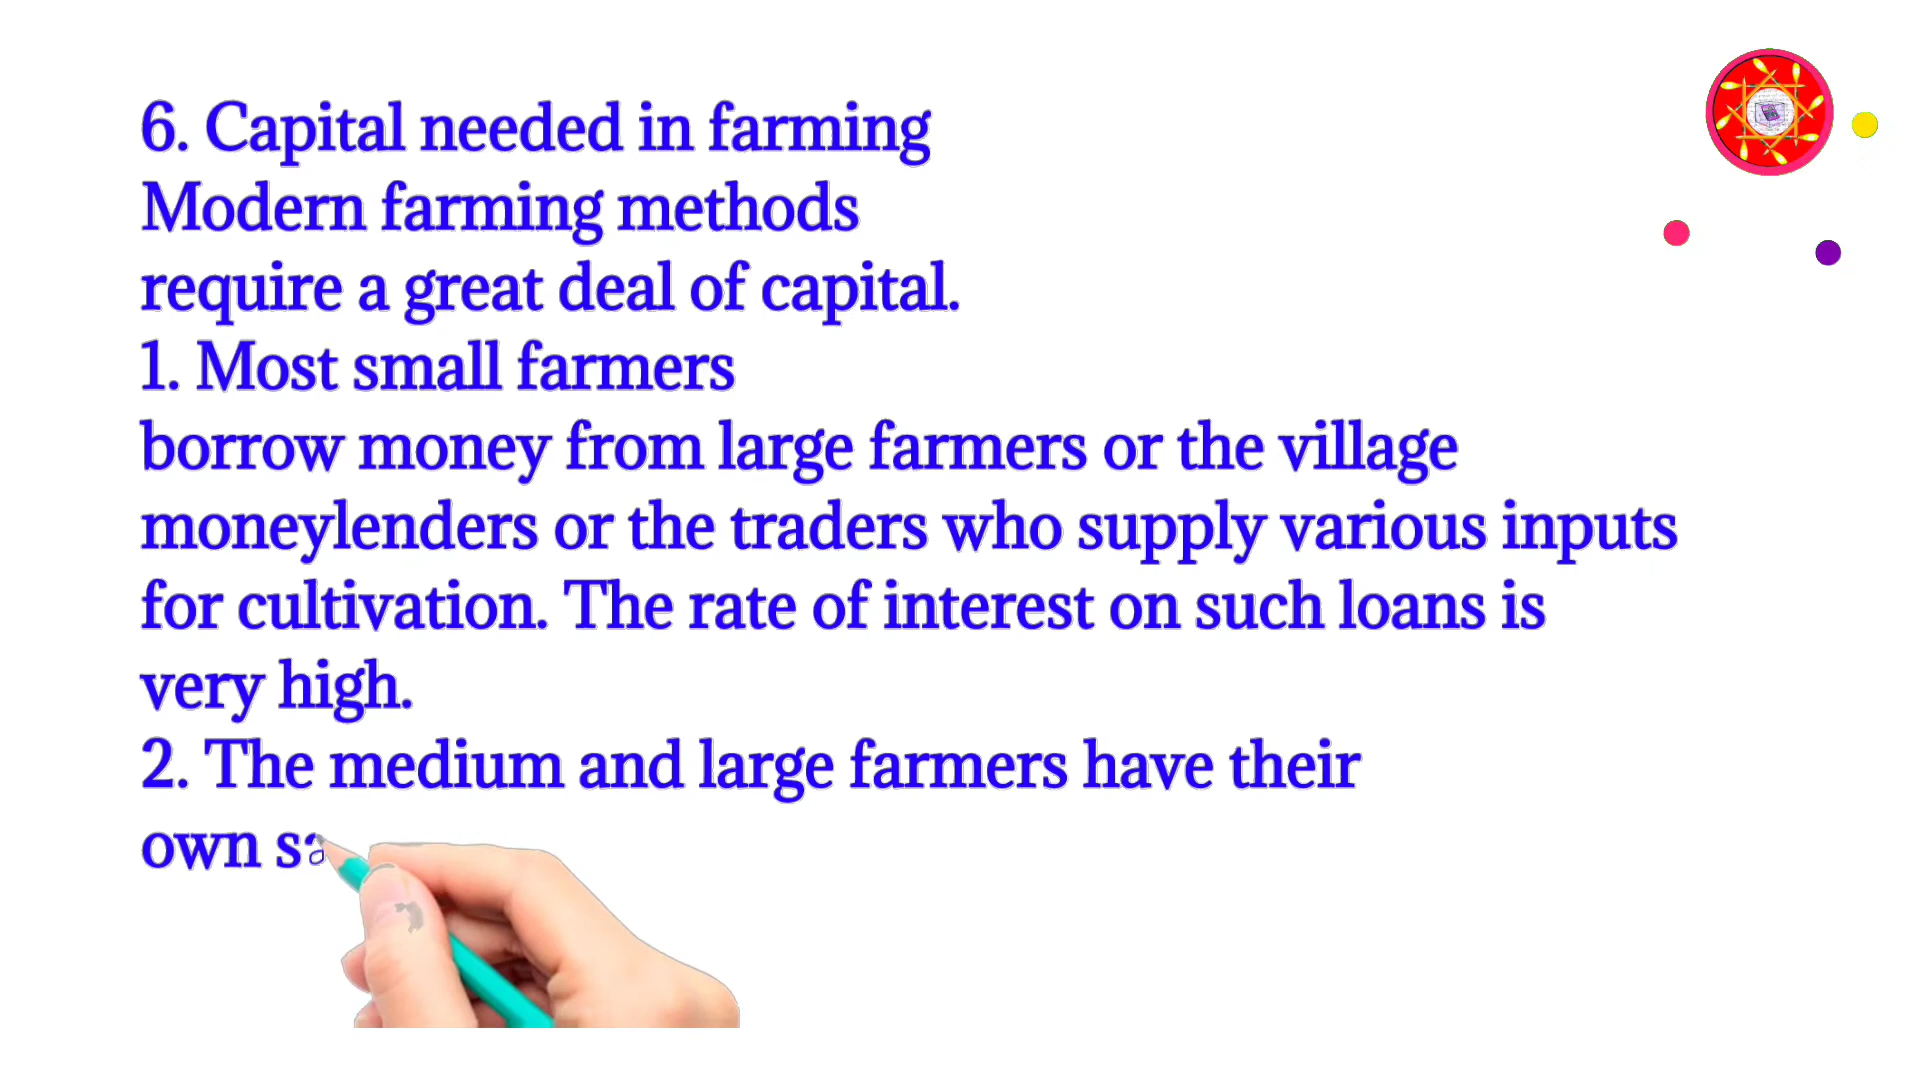 6. Capital needed in farming
Modern farming methods
require a great deal of capital.
1. Most small farmers
borrow money from large farmers or the village
moneylenders or the traders who supply various inputs
for cultivation. The rate of interest on such loans is
very high.
2. The medium and large farmers have their
own